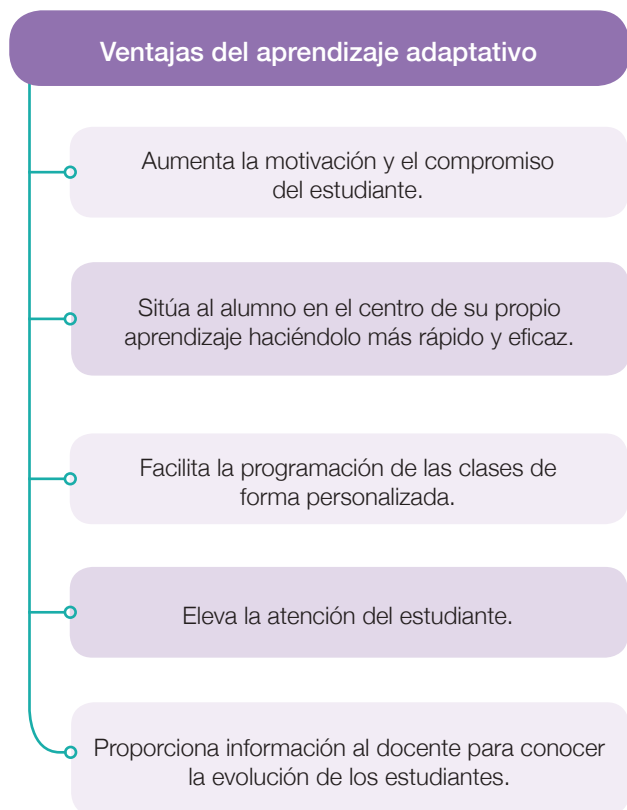 Ventajas del aprendizaje adaptativo
Aumenta la motivación y el compromiso
del estudiante.
Sitúa al alumno en el centro de su propio
aprendizaje haciéndolo más rápido y eficaz.
Facilita la programación de las clases de
forma personalizada.
Eleva la atención del estudiante.
Proporciona información al docente para conocer
la evolución de los estudiantes.